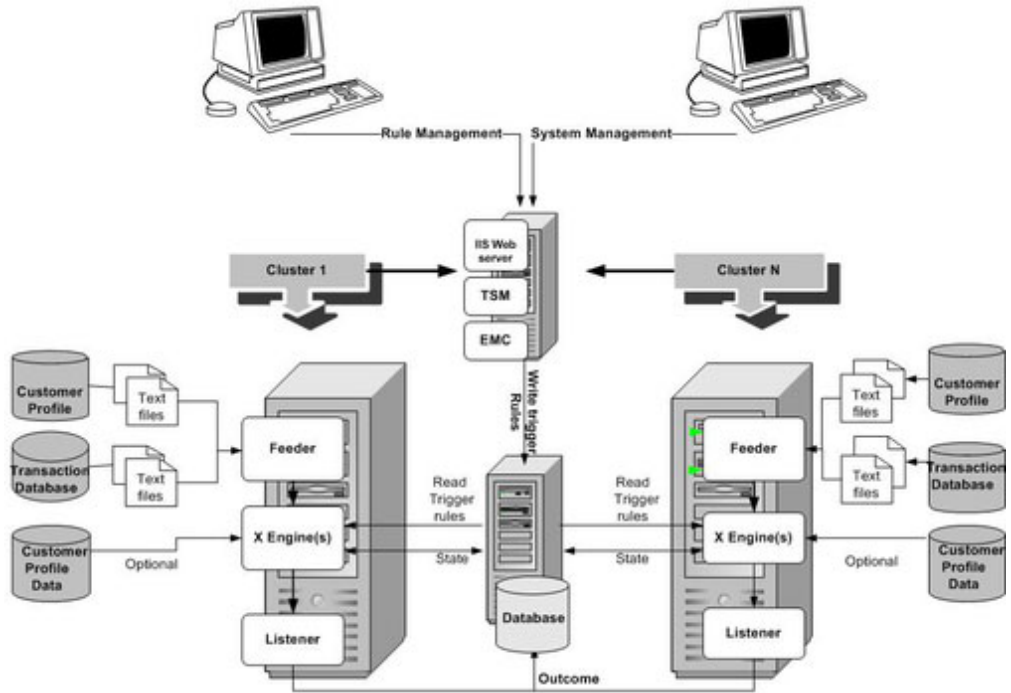 Rule Management
System Management
IIS Web
server
TSM
EMC
Cluster 1
Cluster N
Write trigger
Rules
Customer
Profile
Text
files
Transaction
Database
Text
files
Customer
Profile
Data
Optional
Feeder
X Engine(s)
Listener
Read
Trigger
rules
State
Database
Outcome
Read
Trigger
rules
State
Feeder
X Engine(s)
Listener
Text
files
Customer
Profile
Text
files
Transaction
Database
Optional
Customer
Profile
Data